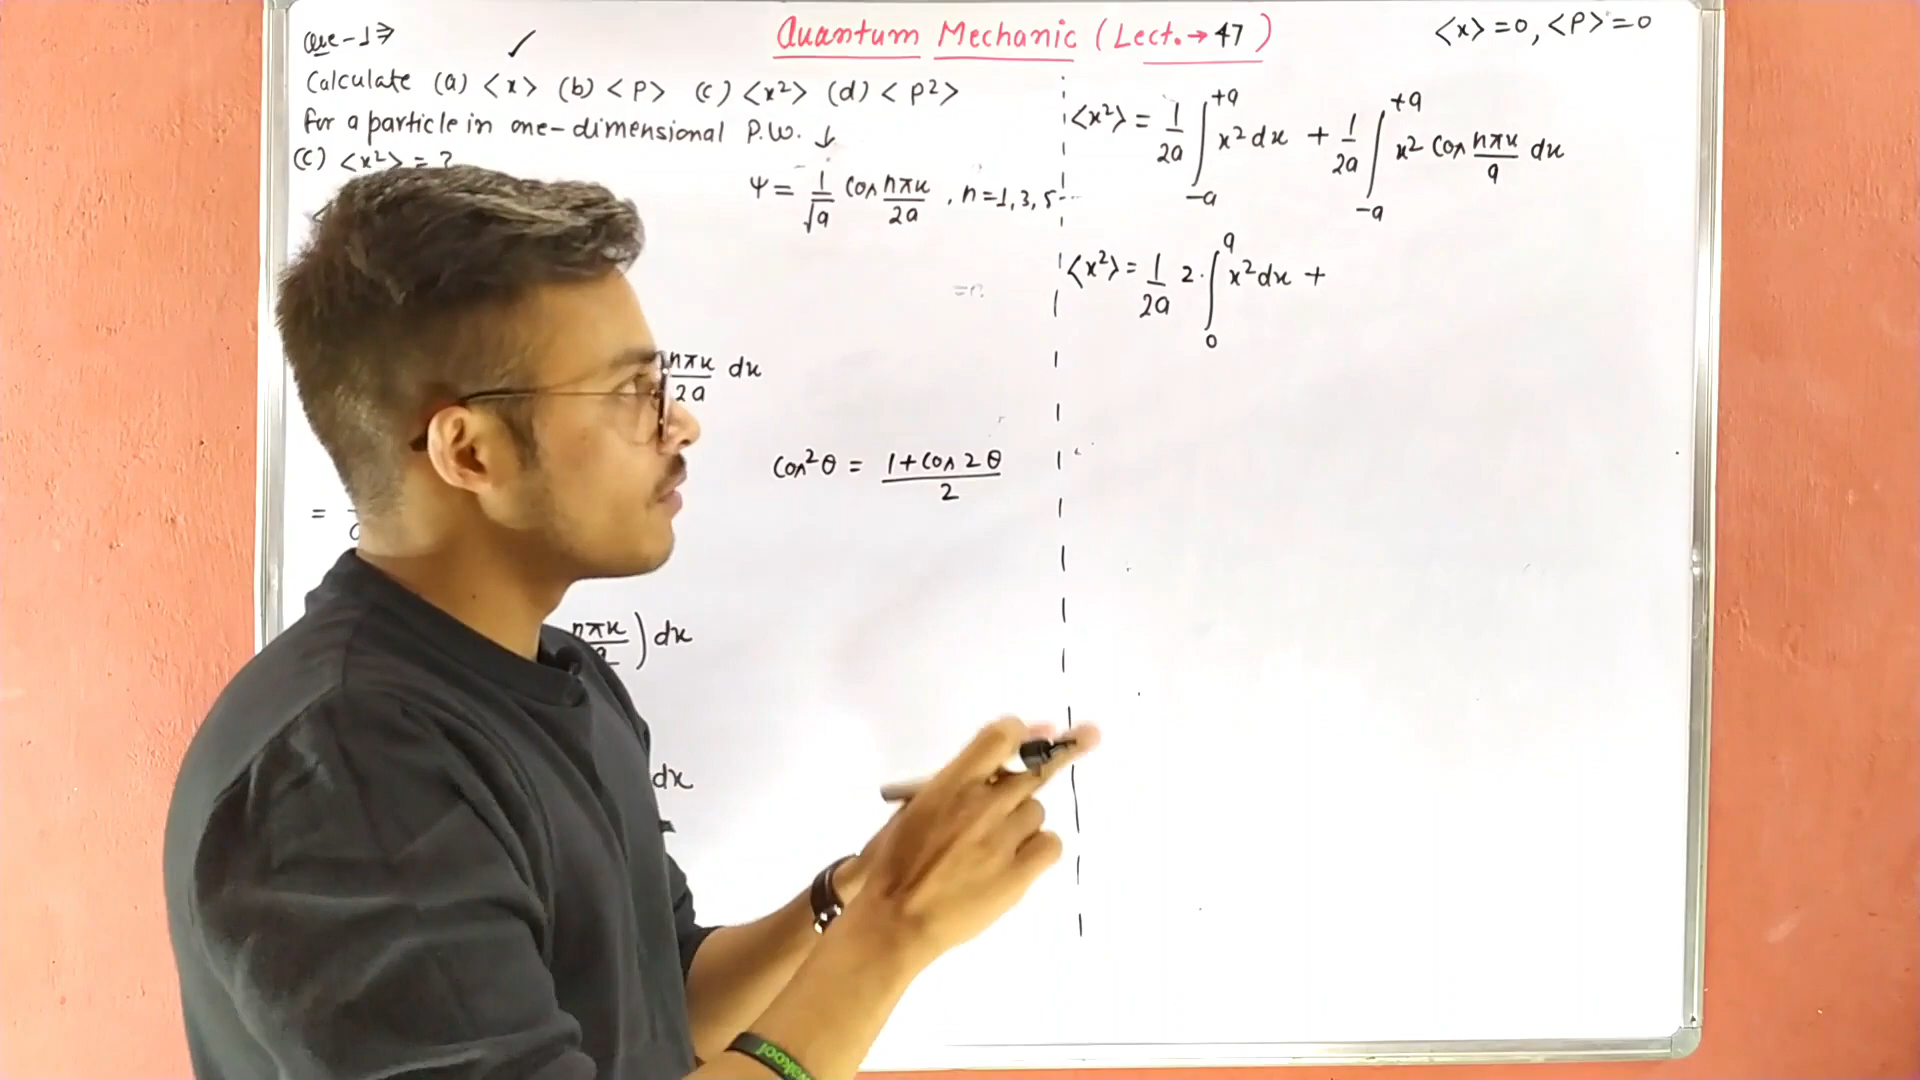 Quantum Mechanic (Lect.→47)
<x> =0, <P> =0
Que-1⇒ ✓
Calculate (a) <x> (b) <P> (c) <x²> (d) <P²>
for a particle in one-dimensional P.W. ↓
(C) <x²> = ?
ψ = 1/√a Cos nπx/2a , n=1,3,5---
nπx/2a dx
Cos²θ = 1+Cos2θ/2
=
nπx/a ) dx
dx
<x²> = 1/2a ∫-a+a x² dx + 1/2a ∫-a+a x² Cos nπx/a dx
<x²> = 1/2a 2.∫0a x² dx +